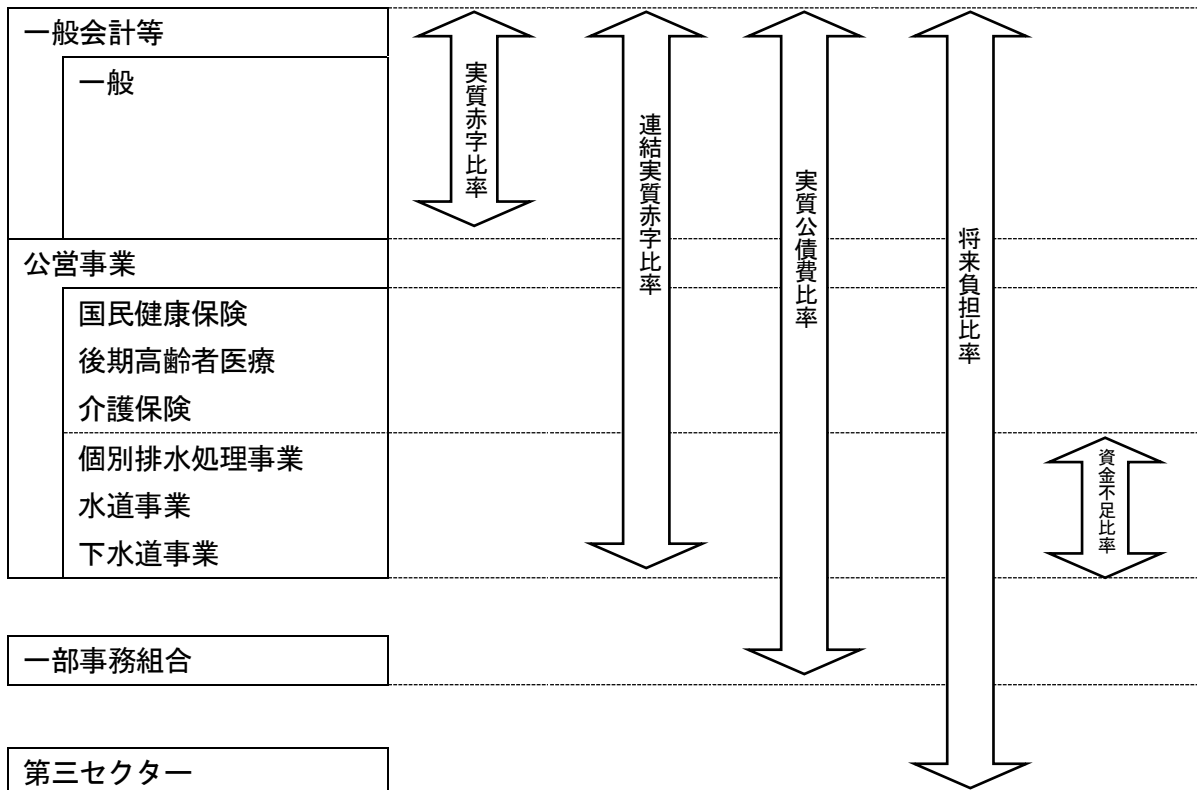 一般会計等
一般
公営事業
国民健康保険
後期高齢者医療
介護保険
個別排水処理事業
水道事業
下水道事業
一部事務組合
第三セクター
実質赤字比率
連結実質赤字比率
実質公債費比率
将来負担比率
資金不足比率